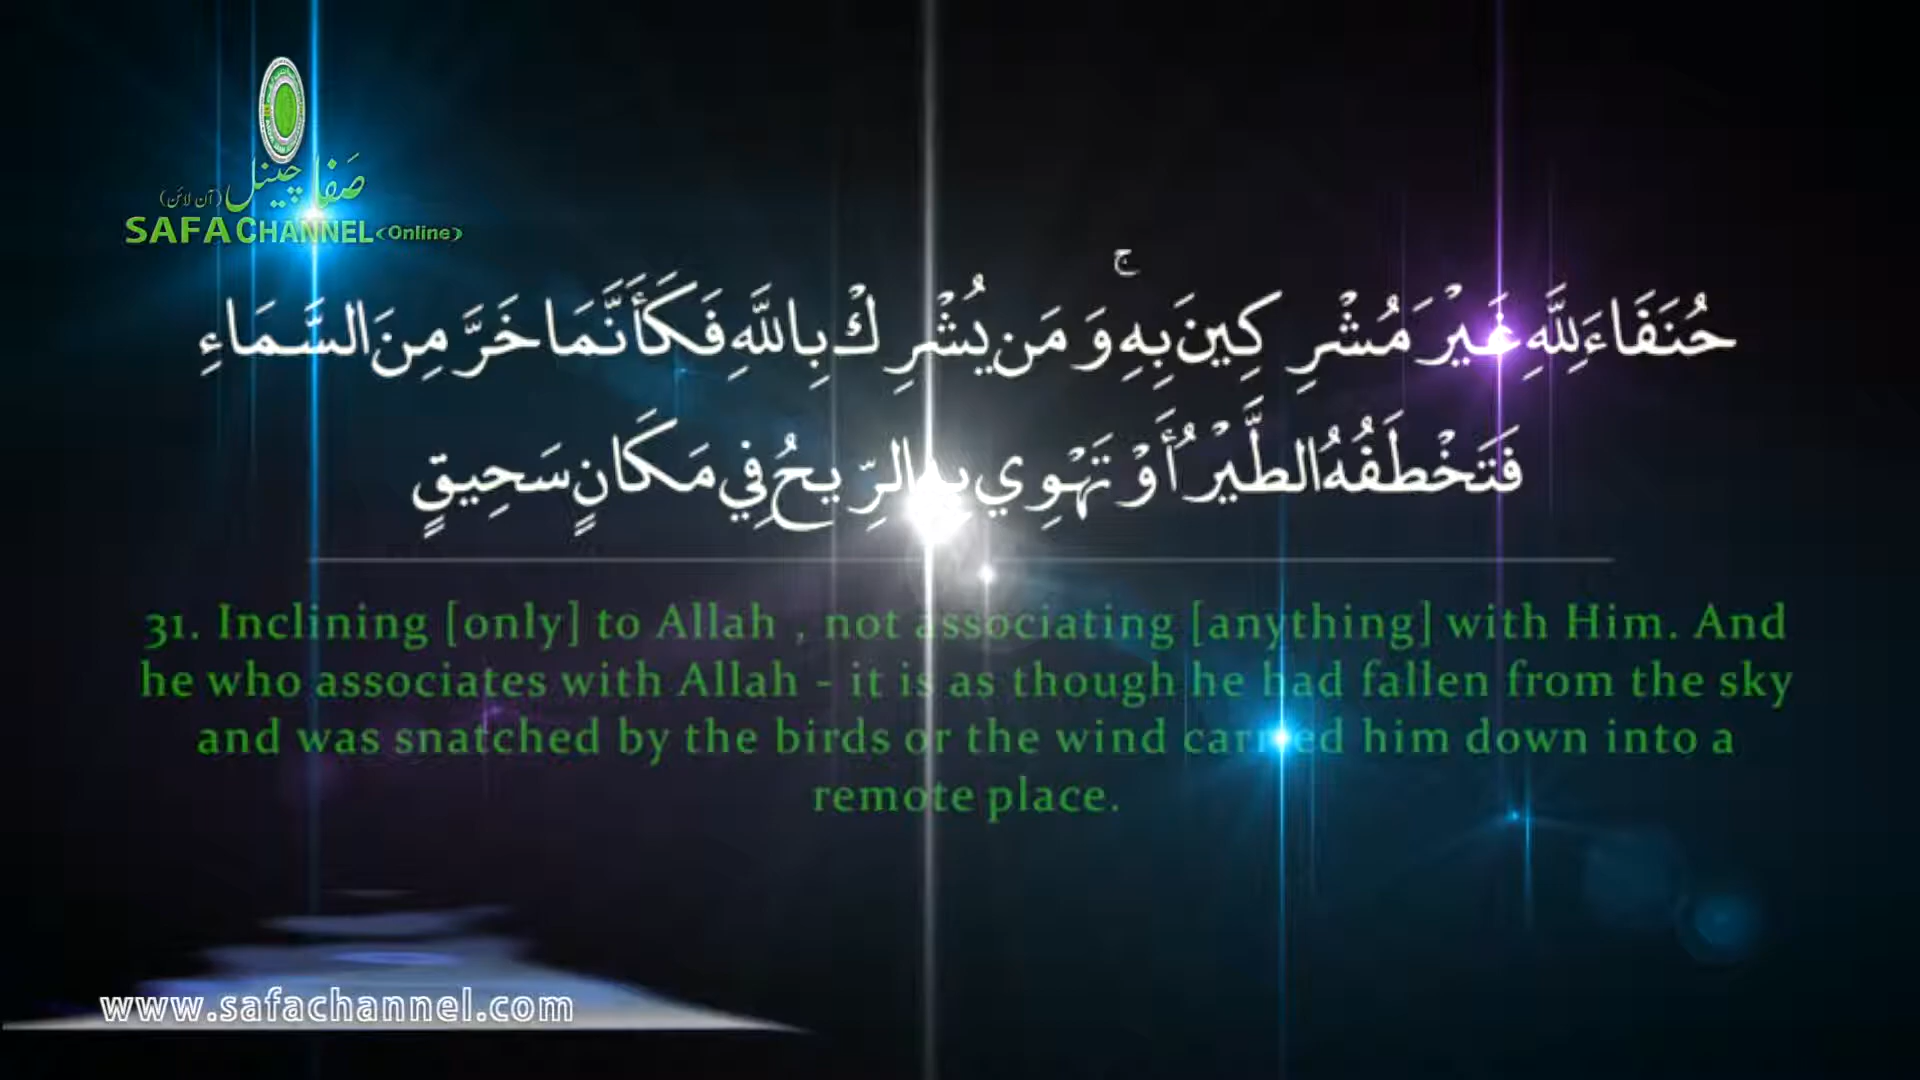 صفا چینل (آن لائن)
SAFA CHANNEL <Online>
حُنَفَاءَ لِلَّهِ غَيْرَ مُشْرِكِينَ بِهِ ۚ وَمَن يُشْرِكْ بِاللَّهِ فَكَأَنَّمَا خَرَّ مِنَ السَّمَاءِ
فَتَخْطَفُهُ الطَّيْرُ أَوْ تَهْوِي بِهِ الرِّيحُ فِي مَكَانٍ سَحِيقٍ
31. Inclining [only] to Allah , not associating [anything] with Him. And
he who associates with Allah - it is as though he had fallen from the sky
and was snatched by the birds or the wind carried him down into a
remote place.
www.safachannel.com